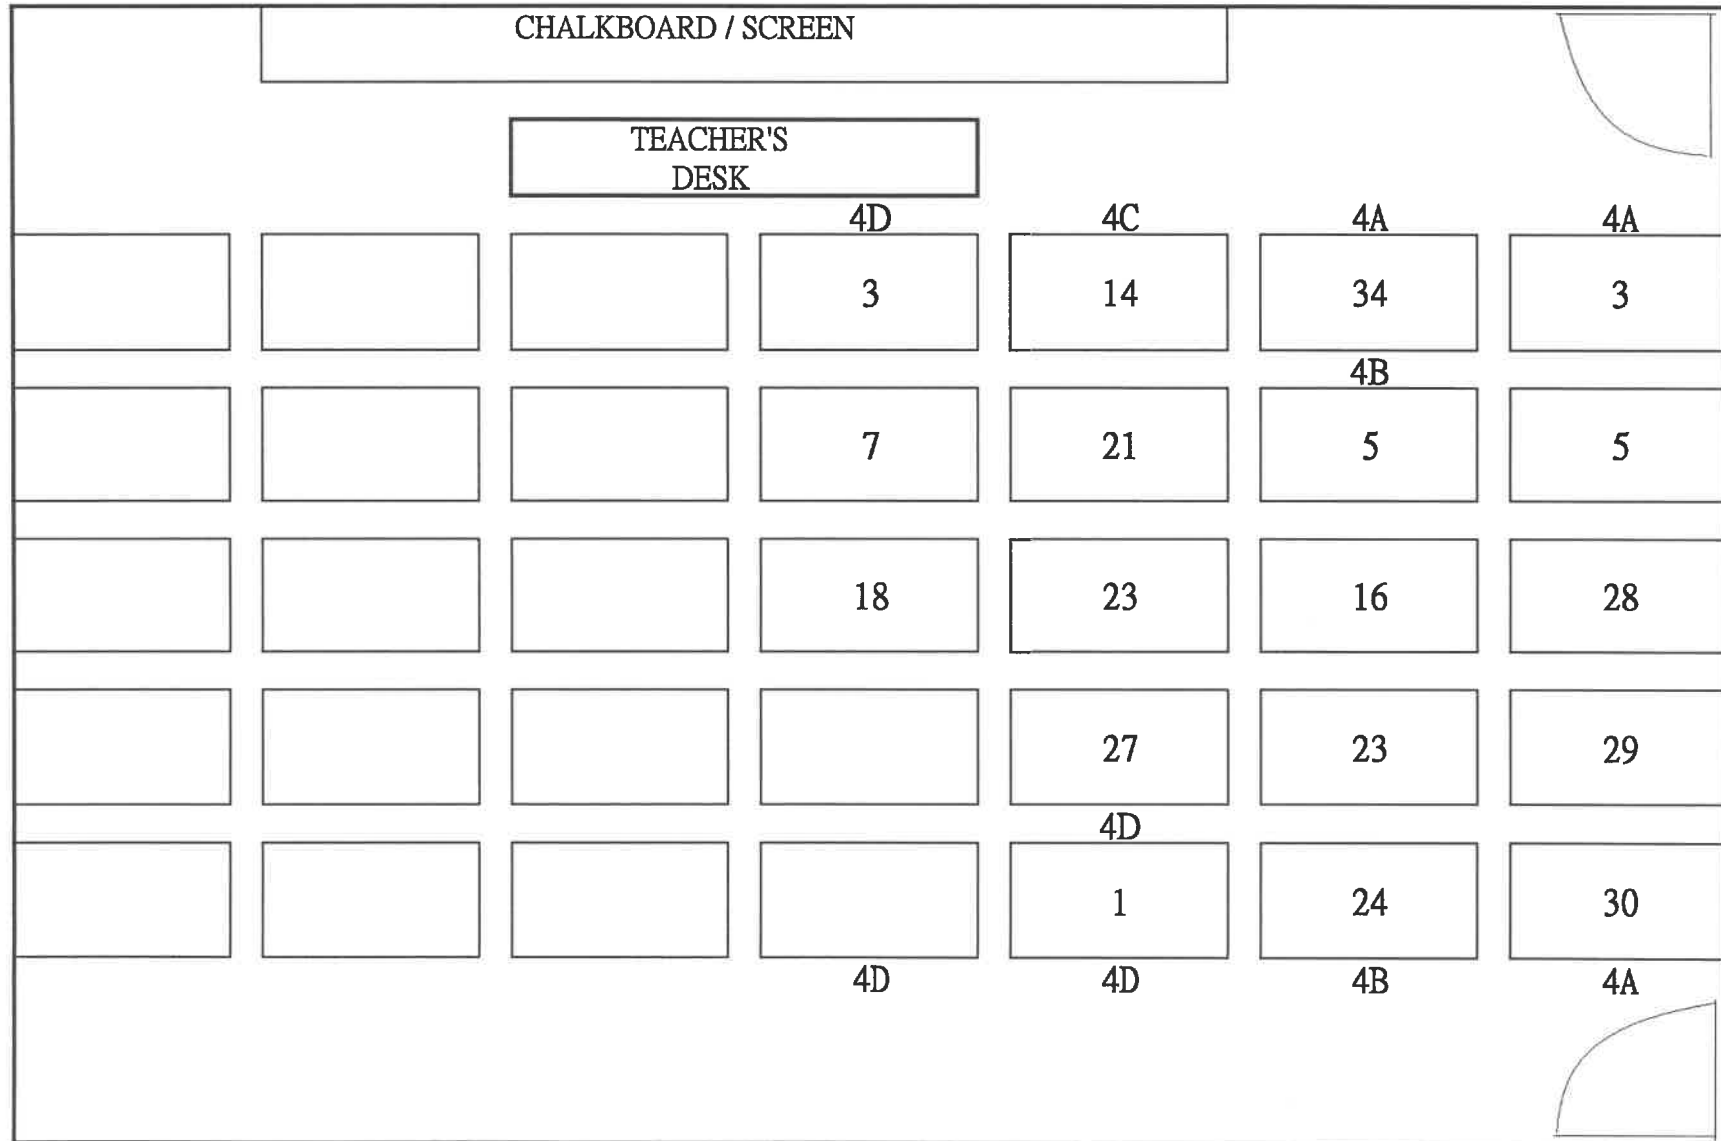 CHALKBOARD / SCREEN
TEACHER'S
DESK
4D 4C 4A 4A
3 14 34 3
4B
7 21 5 5
18 23 16 28
27 23 29
4D
1 24 30
4D 4D 4B 4A